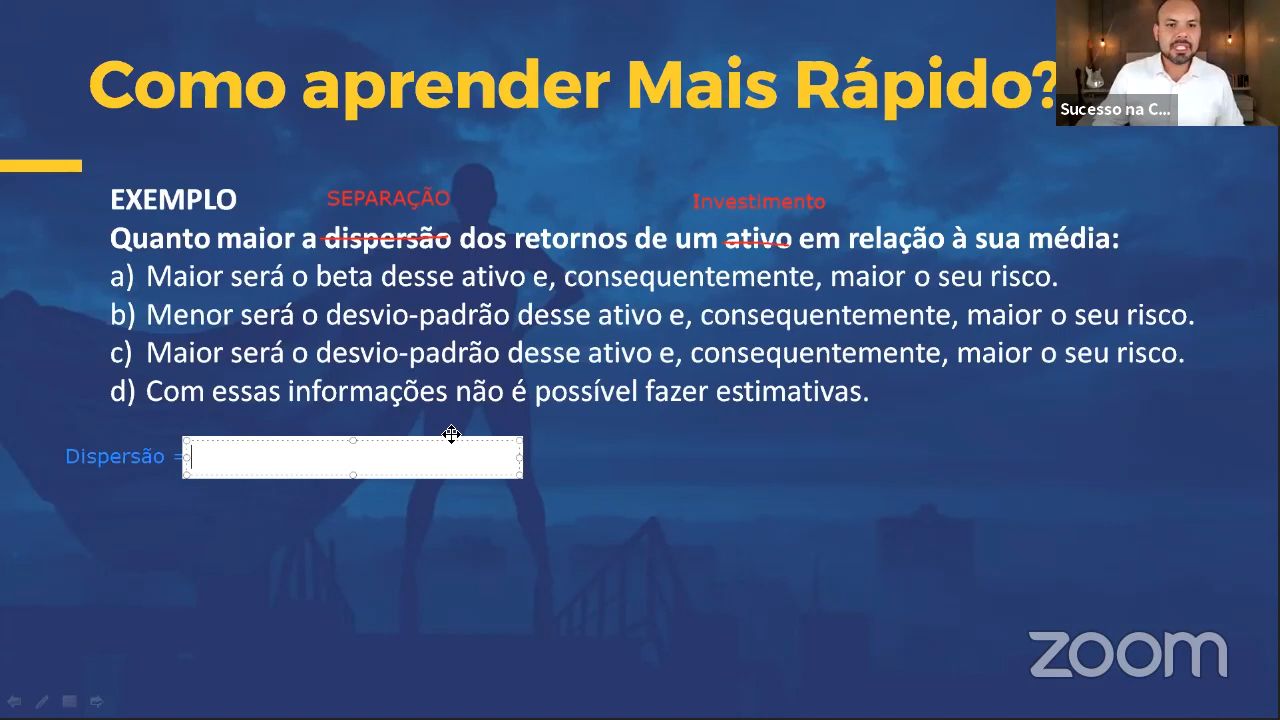 Como aprender Mais Rápido?
Sucesso na C...
EXEMPLO
SEPARAÇÃO
Investimento
Quanto maior a dispersão dos retornos de um ativo em relação à sua média:
a) Maior será o beta desse ativo e, consequentemente, maior o seu risco.
b) Menor será o desvio-padrão desse ativo e, consequentemente, maior o seu risco.
c) Maior será o desvio-padrão desse ativo e, consequentemente, maior o seu risco.
d) Com essas informações não é possível fazer estimativas.
Dispersão =
zoom